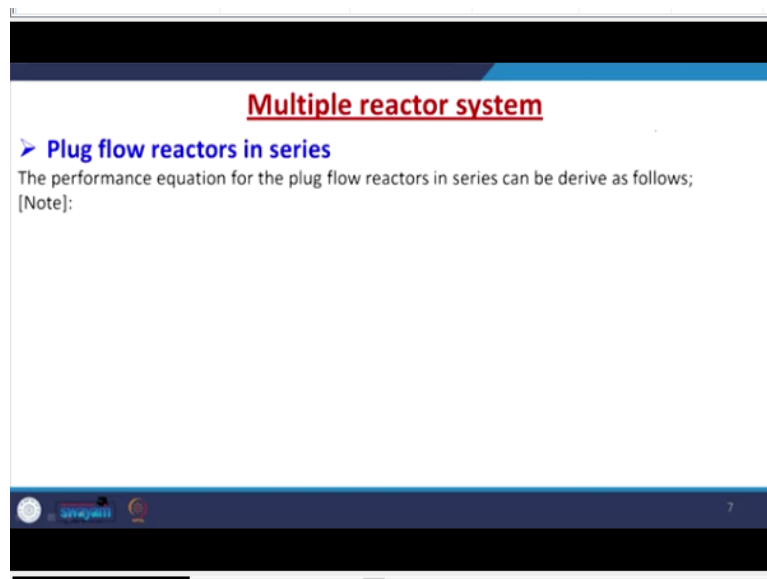 Multiple reactor system
➤ Plug flow reactors in series
The performance equation for the plug flow reactors in series can be derive as follows;
[Note]:
swayam
7